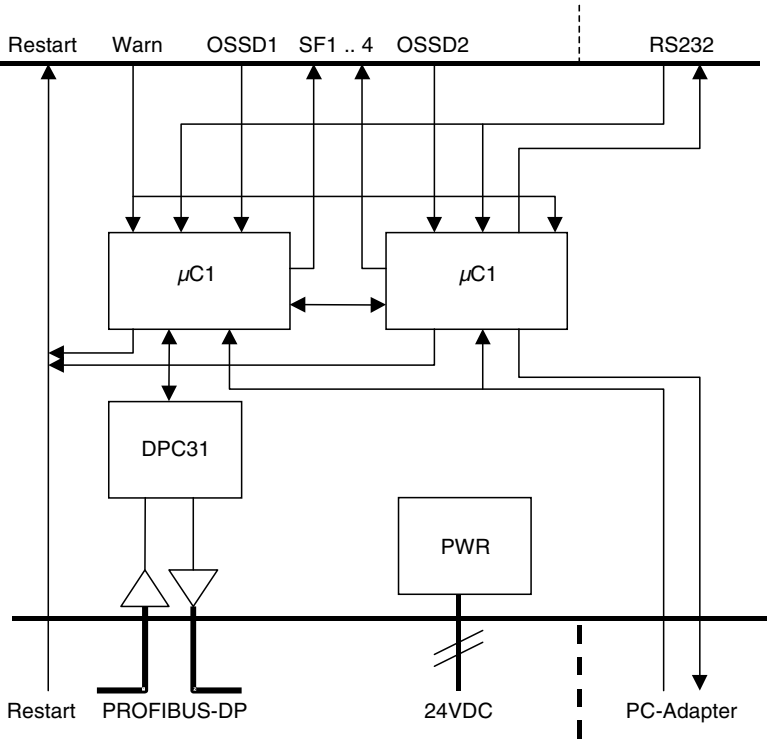 Restart Warn OSSD1 SF1 .. 4 OSSD2 RS232
µC1 µC1
DPC31
PWR
Restart PROFIBUS-DP 24VDC PC-Adapter